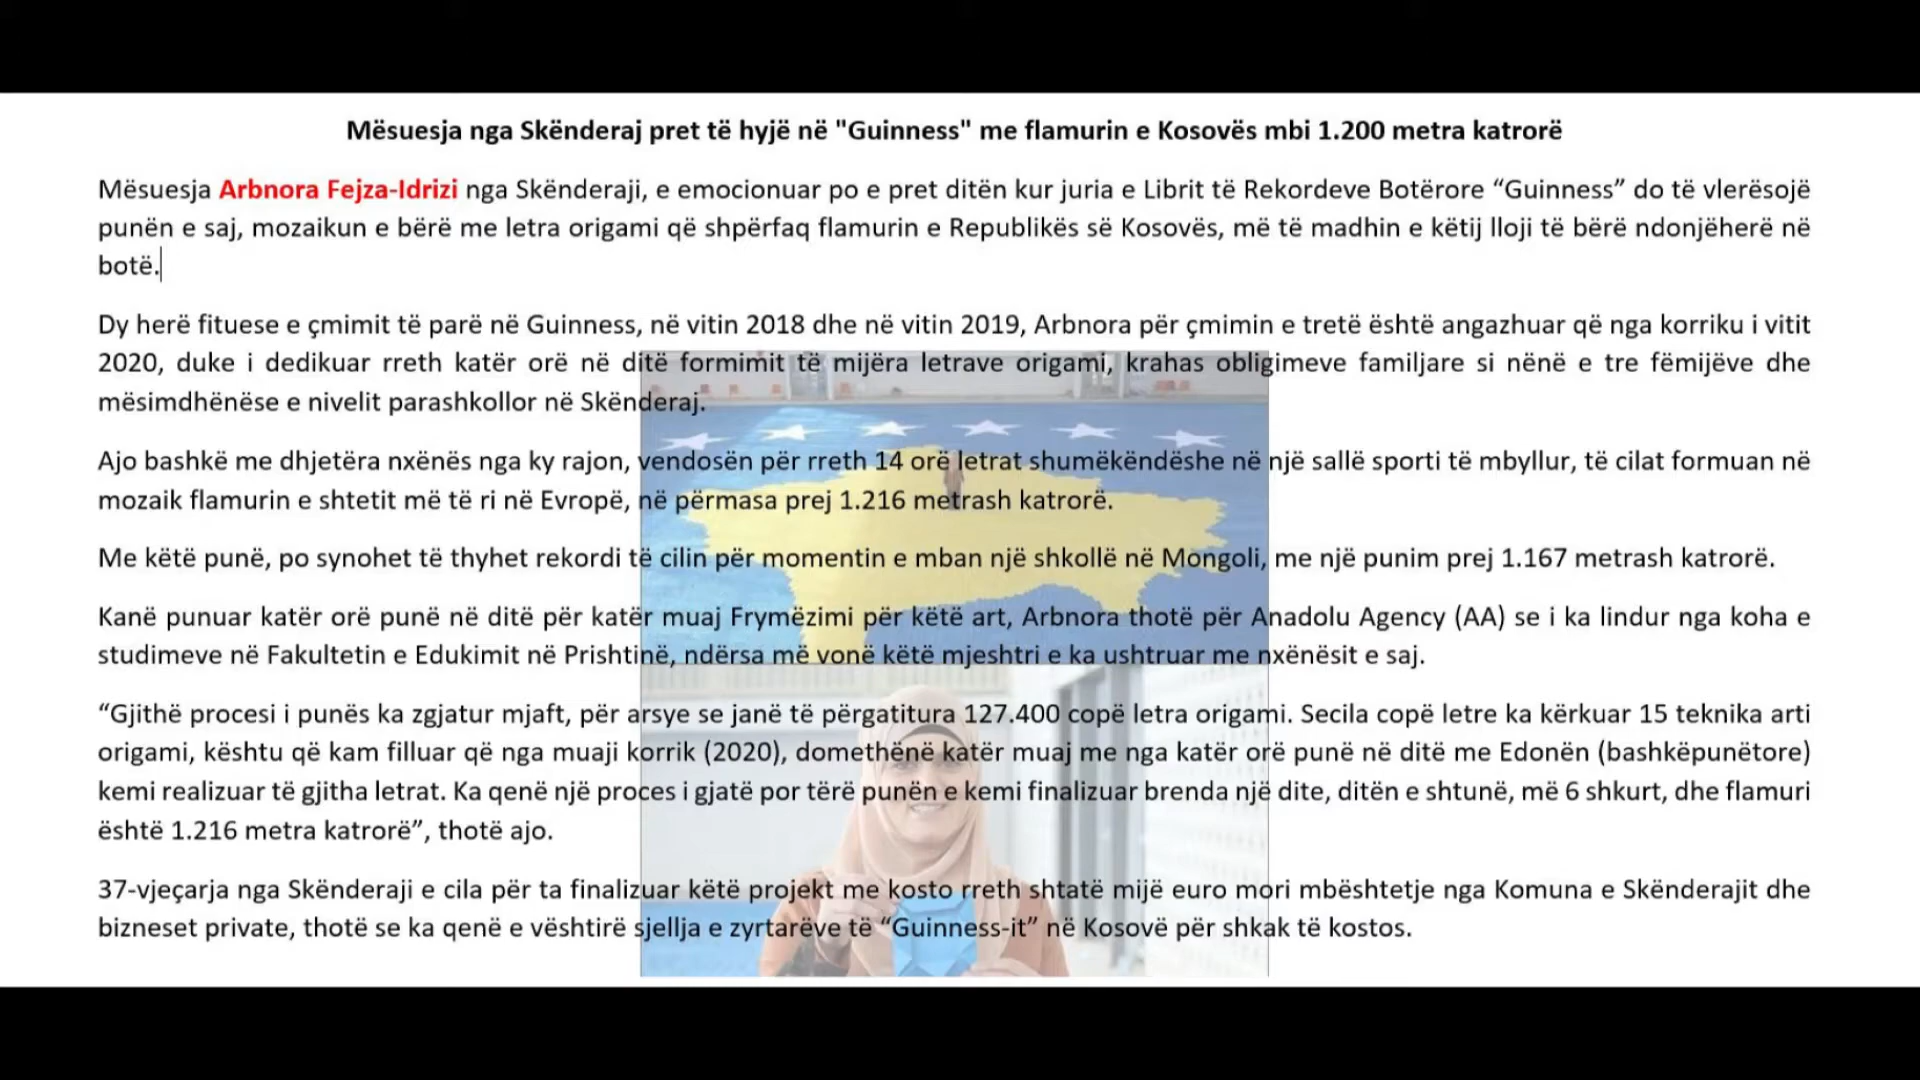 Mësuesja nga Skënderaj pret të hyjë në "Guinness" me flamurin e Kosovës mbi 1.200 metra katrorë
Mësuesja Arbnora Fejza-Idrizi nga Skënderaji, e emocionuar po e pret ditën kur juria e Librit të Rekordeve Botërore “Guinness” do të vlerësojë
punën e saj, mozaikun e bërë me letra origami që shpërfaq flamurin e Republikës së Kosovës, më të madhin e këtij lloji të bërë ndonjëherë në
botë.
Dy herë fituese e çmimit të parë në Guinness, në vitin 2018 dhe në vitin 2019, Arbnora për çmimin e tretë është angazhuar që nga korriku i vitit
2020, duke i dedikuar rreth katër orë në ditë formimit të mijëra letrave origami, krahas obligimeve familjare si nënë e tre fëmijëve dhe
mësimdhënëse e nivelit parashkollor në Skënderaj.
Ajo bashkë me dhjetëra nxënës nga ky rajon, vendosën për rreth 14 orë letrat shumëkëndëshe në një sallë sporti të mbyllur, të cilat formuan në
mozaik flamurin e shtetit më të ri në Evropë, në përmasa prej 1.216 metrash katrorë.
Me këtë punë, po synohet të thyhet rekordi të cilin për momentin e mban një shkollë në Mongoli, me një punim prej 1.167 metrash katrorë.
Kanë punuar katër orë punë në ditë për katër muaj Frymëzimi për këtë art, Arbnora thotë për Anadolu Agency (AA) se i ka lindur nga koha e
studimeve në Fakultetin e Edukimit në Prishtinë, ndërsa më vonë këtë mjeshtri e ka ushtruar me nxënësit e saj.
“Gjithë procesi i punës ka zgjatur mjaft, për arsye se janë të përgatitura 127.400 copë letra origami. Secila copë letre ka kërkuar 15 teknika arti
origami, kështu që kam filluar që nga muaji korrik (2020), domethënë katër muaj me nga katër orë punë në ditë me Edonën (bashkëpunëtore)
kemi realizuar të gjitha letrat. Ka qenë një proces i gjatë por tërë punën e kemi finalizuar brenda një dite, ditën e shtunë, më 6 shkurt, dhe flamuri
është 1.216 metra katrorë”, thotë ajo.
37-vjeçarja nga Skënderaji e cila për ta finalizuar këtë projekt me kosto rreth shtatë mijë euro mori mbështetje nga Komuna e Skënderajit dhe
bizneset private, thotë se ka qenë e vështirë sjellja e zyrtarëve të “Guinness-it” në Kosovë për shkak të kostos.